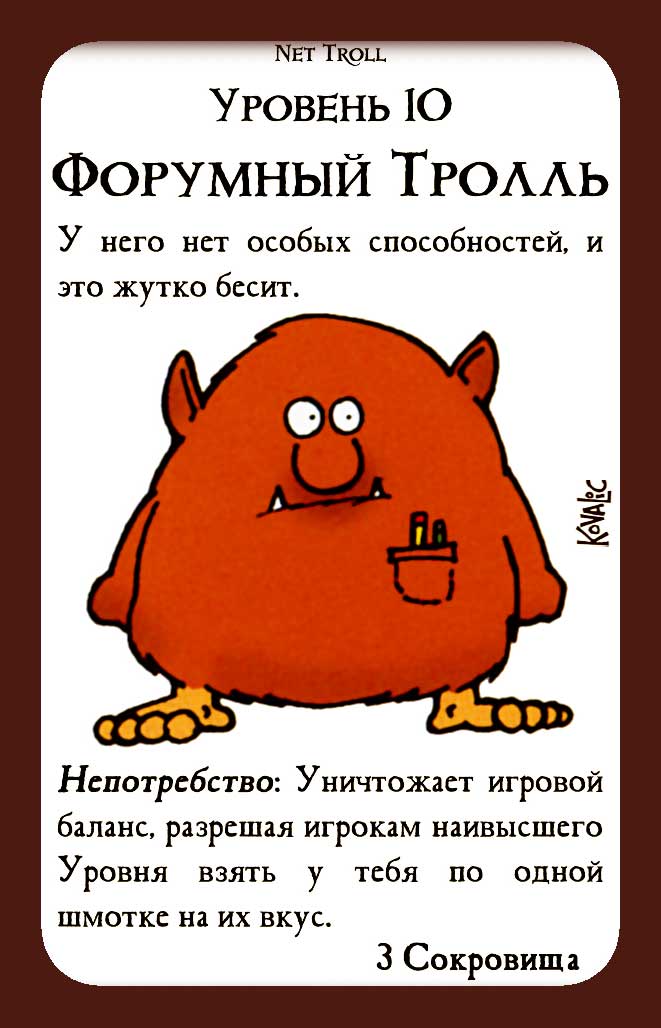 Net Troll
Уровень 10
Форумный Тролль
У него нет особых способностей, и
это жутко бесит.
Kovalic
Непотребство: Уничтожает игровой
баланс, разрешая игрокам наивысшего
Уровня взять у тебя по одной
шмотке на их вкус.
3 Сокровища